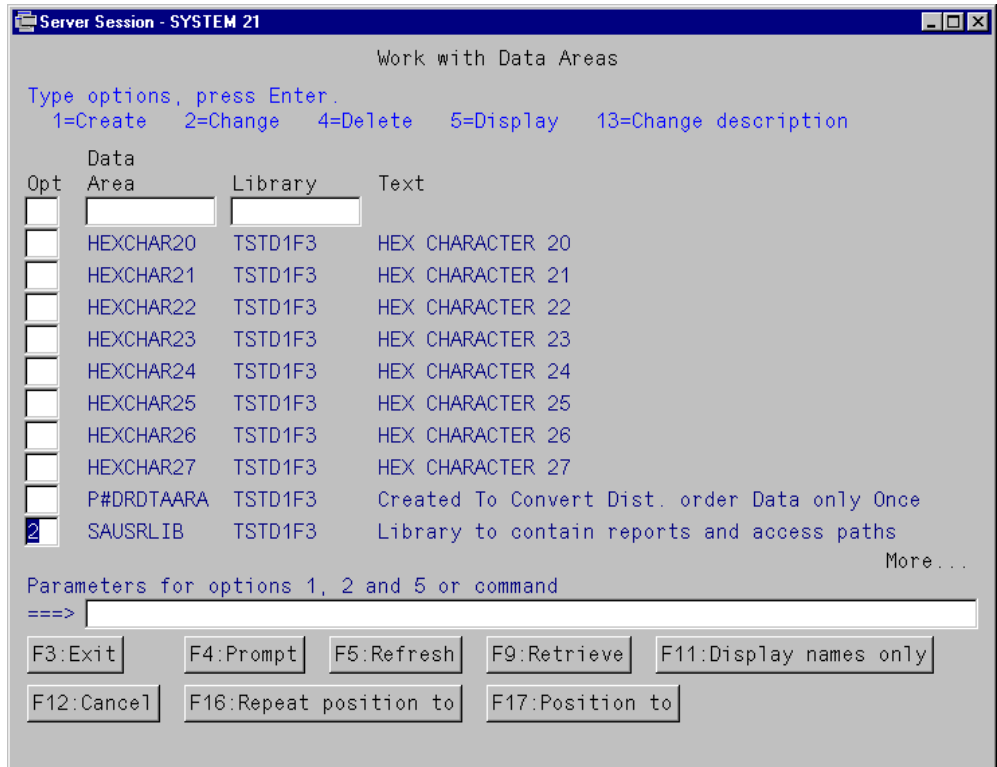 Server Session - SYSTEM 21
Work with Data Areas
Type options, press Enter.
1=Create 2=Change 4=Delete 5=Display 13=Change description
Data
Opt Area Library Text
HEXCHAR20 TSTD1F3 HEX CHARACTER 20
HEXCHAR21 TSTD1F3 HEX CHARACTER 21
HEXCHAR22 TSTD1F3 HEX CHARACTER 22
HEXCHAR23 TSTD1F3 HEX CHARACTER 23
HEXCHAR24 TSTD1F3 HEX CHARACTER 24
HEXCHAR25 TSTD1F3 HEX CHARACTER 25
HEXCHAR26 TSTD1F3 HEX CHARACTER 26
HEXCHAR27 TSTD1F3 HEX CHARACTER 27
P#DRDTAARA TSTD1F3 Created To Convert Dist. order Data only Once
2 SAUSRLIB TSTD1F3 Library to contain reports and access paths
More...
Parameters for options 1, 2 and 5 or command
===>
F3:Exit F4:Prompt F5:Refresh F9:Retrieve F11:Display names only
F12:Cancel F16:Repeat position to F17:Position to